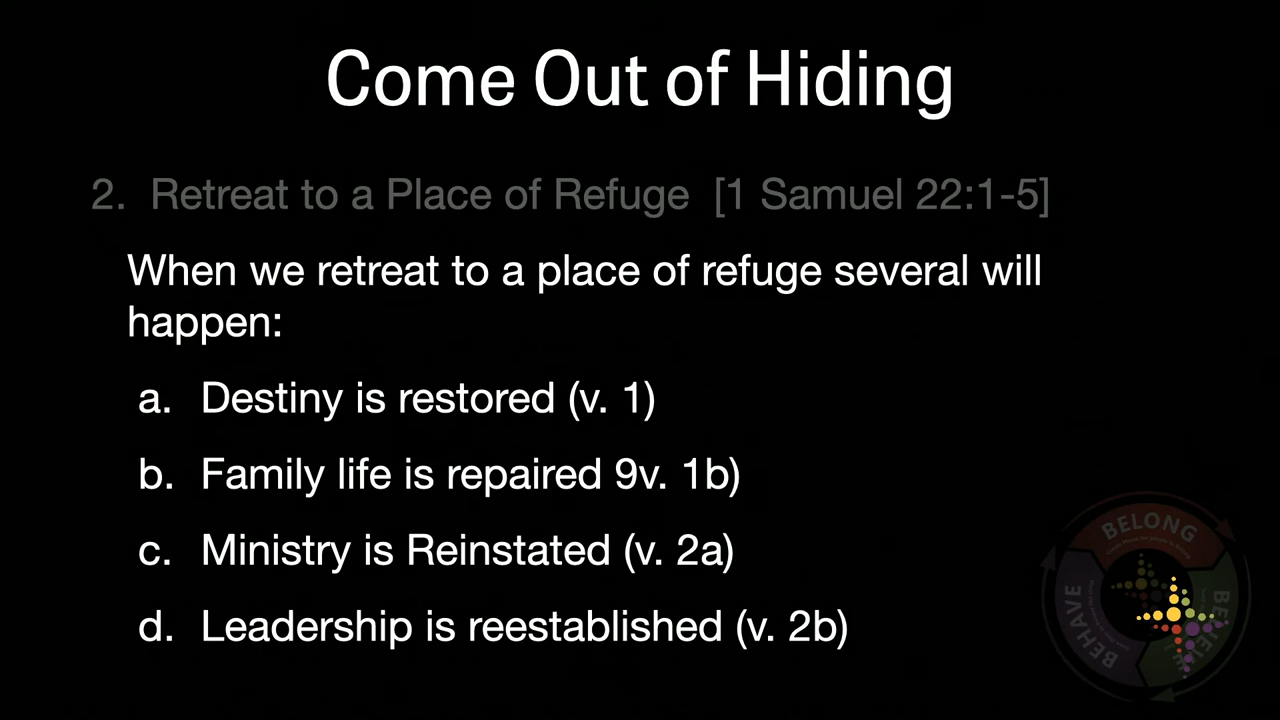 Come Out of Hiding
2. Retreat to a Place of Refuge [1 Samuel 22:1-5]
When we retreat to a place of refuge several will
happen:
a. Destiny is restored (v. 1)
b. Family life is repaired 9v. 1b)
c. Ministry is Reinstated (v. 2a)
d. Leadership is reestablished (v. 2b)
BELONG
BEHAVE